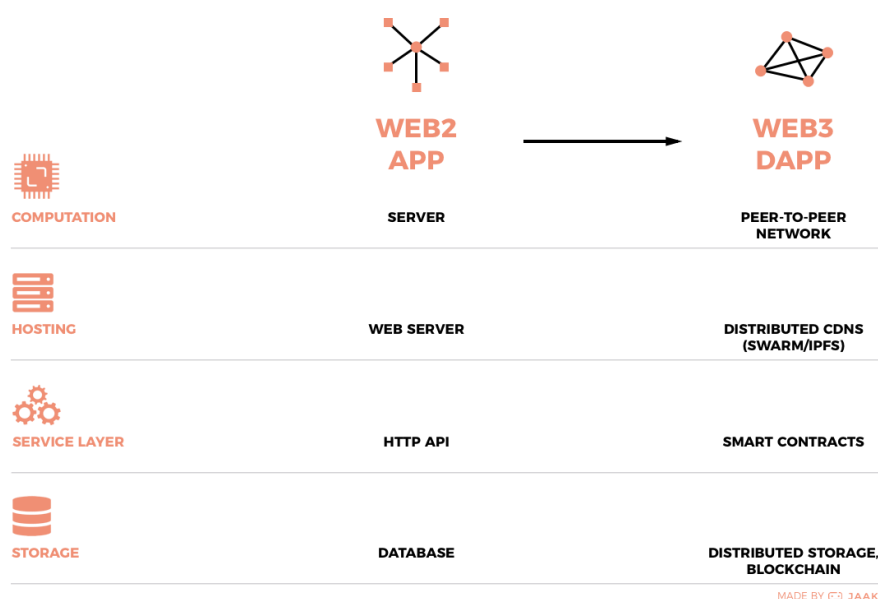 WEB2
APP
WEB3
DAPP
COMPUTATION
SERVER
PEER-TO-PEER
NETWORK
HOSTING
WEB SERVER
DISTRIBUTED CDNS
(SWARM/IPFS)
SERVICE LAYER
HTTP API
SMART CONTRACTS
STORAGE
DATABASE
DISTRIBUTED STORAGE,
BLOCKCHAIN
MADE BY JAAK